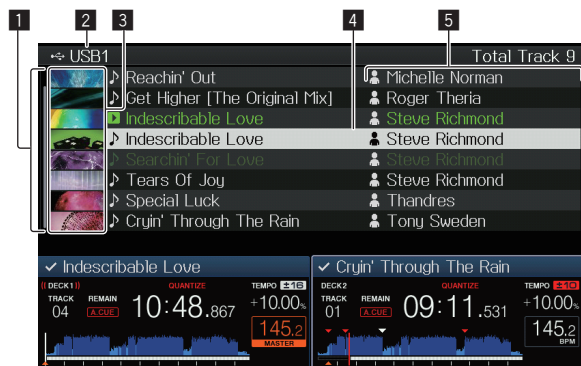 1 2 3 4 5
USB1 Total Track 9
Reachin' Out Michelle Norman
Get Higher [The Original Mix] Roger Theria
Indescribable Love Steve Richmond
Indescribable Love Steve Richmond
Searchin' For Love Steve Richmond
Tears Of Joy Steve Richmond
Special Luck Thandres
Cryin' Through The Rain Tony Sweden
Indescribable Love
DECK1 QUANTIZE TEMPO ±16
TRACK 04 REMAIN A.CUE 10:48.867 +10.00%
145.2
MASTER
Cryin' Through The Rain
DECK2 QUANTIZE TEMPO ±10
TRACK 01 REMAIN A.CUE 09:11.531 +10.00%
145.2
BPM